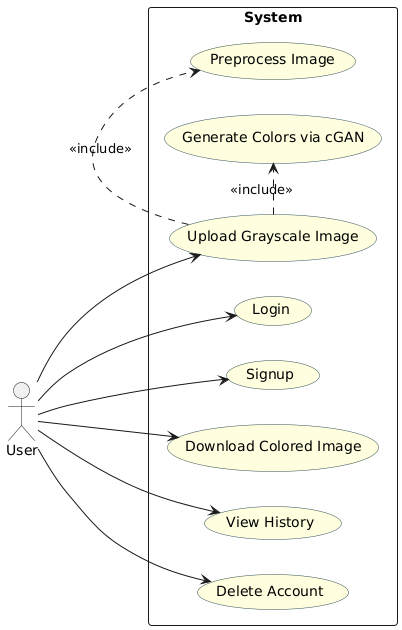 System
Preprocess Image
«include»
Generate Colors via cGAN
«include»
Upload Grayscale Image
Login
Signup
User
Download Colored Image
View History
Delete Account